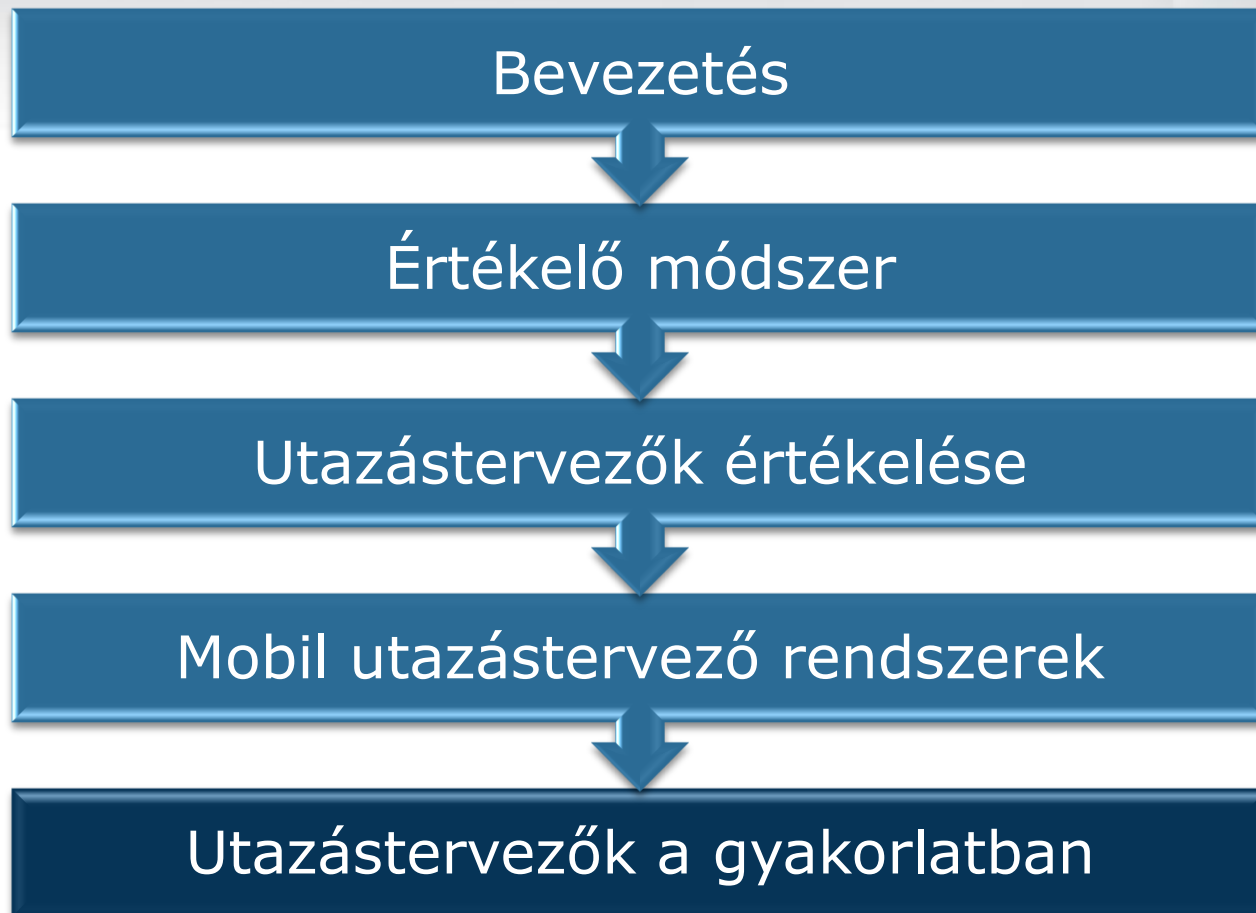 Bevezetés
Értékelő módszer
Utazástervezők értékelése
Mobil utazástervező rendszerek
Utazástervezők a gyakorlatban